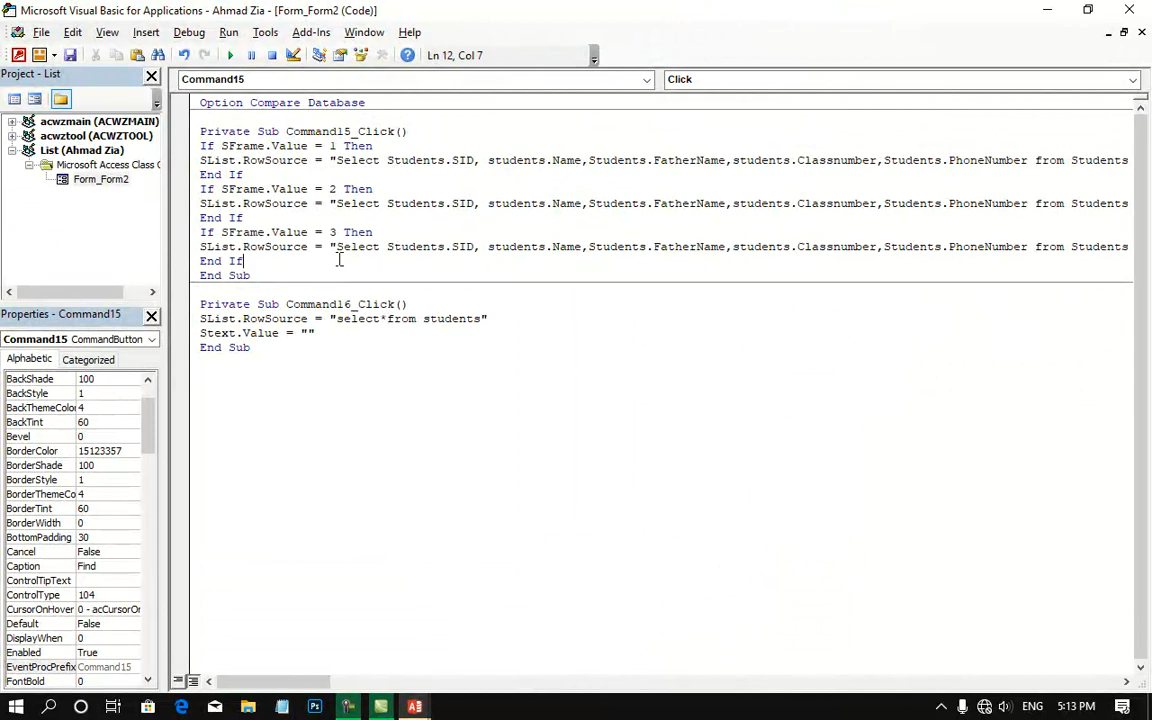 Microsoft Visual Basic for Applications - Ahmad Zia - [Form_Form2 (Code)]
File Edit View Insert Format Debug Run Tools Add-Ins Window Help
Ln 12, Col 7
Project - List
Command15 Click
acwzmain (ACWZMAIN)
acwztool (ACWZTOOL)
List (Ahmad Zia)
Microsoft Access Class O
Form_Form2
Option Compare Database
Private Sub Command15_Click()
If SFrame.Value = 1 Then
SList.RowSource = "Select Students.SID, students.Name,Students.FatherName,students.Classnumber,Students.PhoneNumber from Students
End If
If SFrame.Value = 2 Then
SList.RowSource = "Select Students.SID, students.Name,Students.FatherName,students.Classnumber,Students.PhoneNumber from Students
End If
If SFrame.Value = 3 Then
SList.RowSource = "Select Students.SID, students.Name,Students.FatherName,students.Classnumber,Students.PhoneNumber from Students
End If
End Sub
Private Sub Command16_Click()
SList.RowSource = "select*from students"
Stext.Value = ""
End Sub
Properties - Command15
Command15 CommandButton
Alphabetic Categorized
BackShade 100
BackStyle 1
BackThemeColor 4
BackTint 60
Bevel 0
BorderColor 15123357
BorderShade 100
BorderStyle 1
BorderThemeCo 4
BorderTint 60
BorderWidth 0
BottomPadding 30
Cancel False
Caption Find
ControlTipText
ControlType 104
CursorOnHover 0 - acCursorOr
Default False
DisplayWhen 0
Enabled True
EventProcPrefix Command15
FontBold 0
ENG 5:13 PM